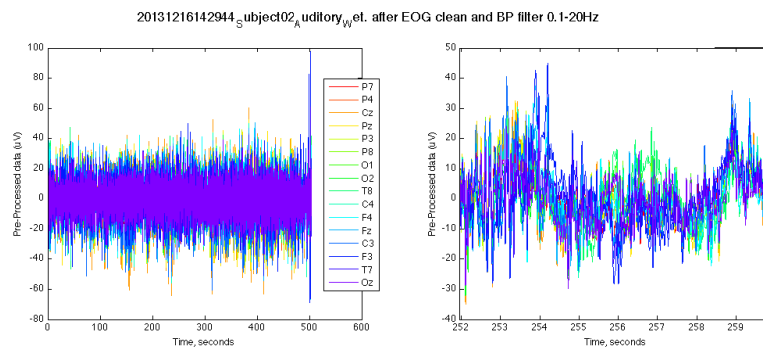 20131216142944Subject02AuditoryWet. after EOG clean and BP filter 0.1-20Hz
100
80
60
40
20
0
-20
-40
-60
-80
0 100 200 300 400 500 600
Pre-Processed data (uV)
Time, seconds
P7
P4
Cz
Pz
P3
P8
O1
O2
T8
C4
F4
Fz
C3
F3
T7
Oz
50
40
30
20
10
0
-10
-20
-30
-40
252 253 254 255 256 257 258 259
Pre-Processed data (uV)
Time, seconds